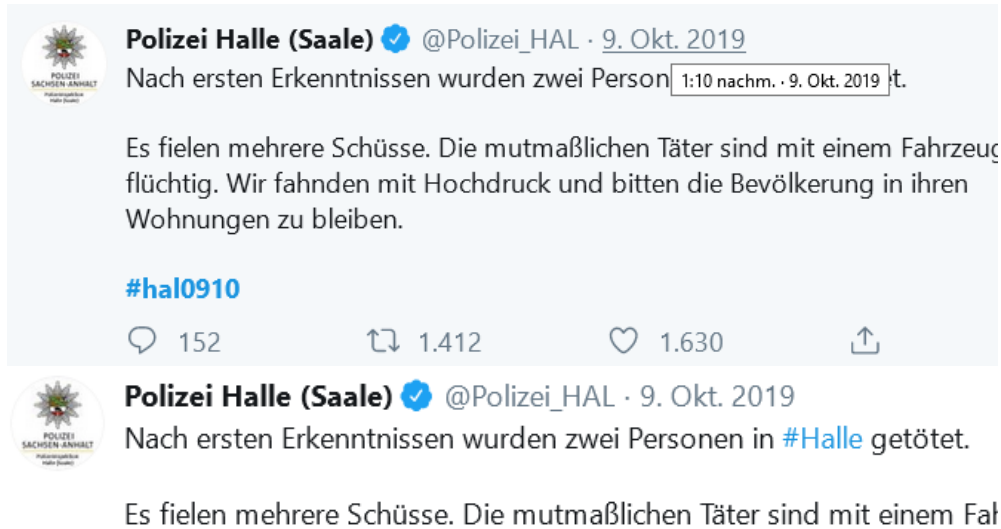 Polizei Halle (Saale) @Polizei_HAL · 9. Okt. 2019
Nach ersten Erkenntnissen wurden zwei Person 1:10 nachm. · 9. Okt. 2019 t.
Es fielen mehrere Schüsse. Die mutmaßlichen Täter sind mit einem Fahrzeug
flüchtig. Wir fahnden mit Hochdruck und bitten die Bevölkerung in ihren
Wohnungen zu bleiben.
#hal0910
152 1.412 1.630
POLIZEI
SACHSEN-ANHALT
Polizei Halle (Saale) @Polizei_HAL · 9. Okt. 2019
Nach ersten Erkenntnissen wurden zwei Personen in #Halle getötet.
Es fielen mehrere Schüsse. Die mutmaßlichen Täter sind mit einem Fah
POLIZEI
SACHSEN-ANHALT